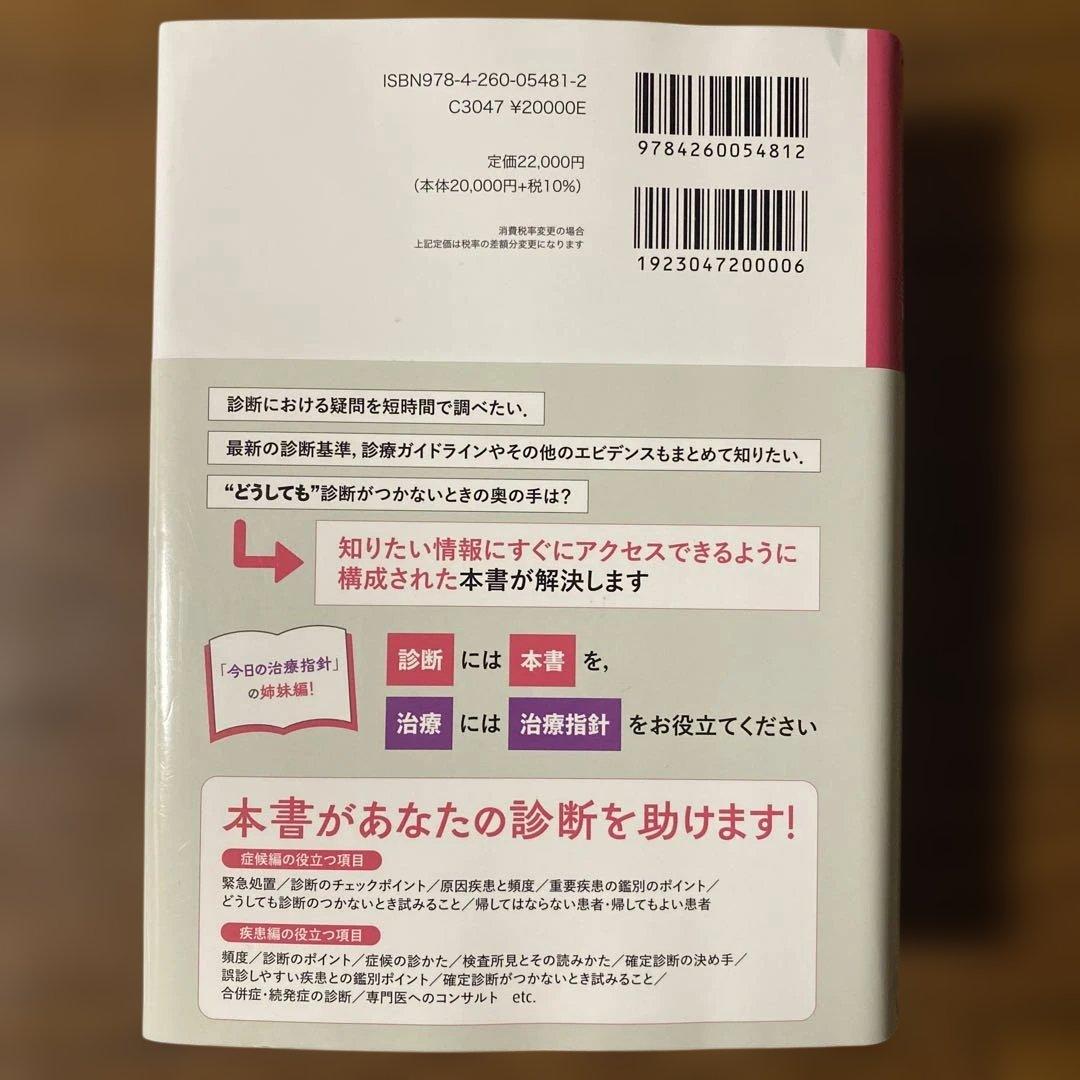 ISBN978-4-260-05481-2
C3047 ¥20000E
9784260054812
定価22,000円
（本体20,000円+税10%）
消費税率変更の場合
上記定価は税率の差額分変更になります
1923047200006
診断における疑問を短時間で調べたい.
最新の診断基準, 診療ガイドラインやその他のエビデンスもまとめて知りたい.
“どうしても”診断がつかないときの奥の手は？
知りたい情報にすぐにアクセスできるように
構成された本書が解決します
「今日の治療指針」
の姉妹編！
診断 には 本書 を,
治療 には 治療指針 をお役立てください
本書があなたの診断を助けます！
症候編の役立つ項目
緊急処置／診断のチェックポイント／原因疾患と頻度／重要疾患の鑑別のポイント／
どうしても診断のつかないとき試みること／帰してはならない患者・帰してもよい患者
疾患編の役立つ項目
頻度／診断のポイント／症候の診かた／検査所見とその読みかた／確定診断の決め手／
誤診しやすい疾患との鑑別ポイント／確定診断がつかないとき試みること／
合併症・続発症の診断／専門医へのコンサルト etc.